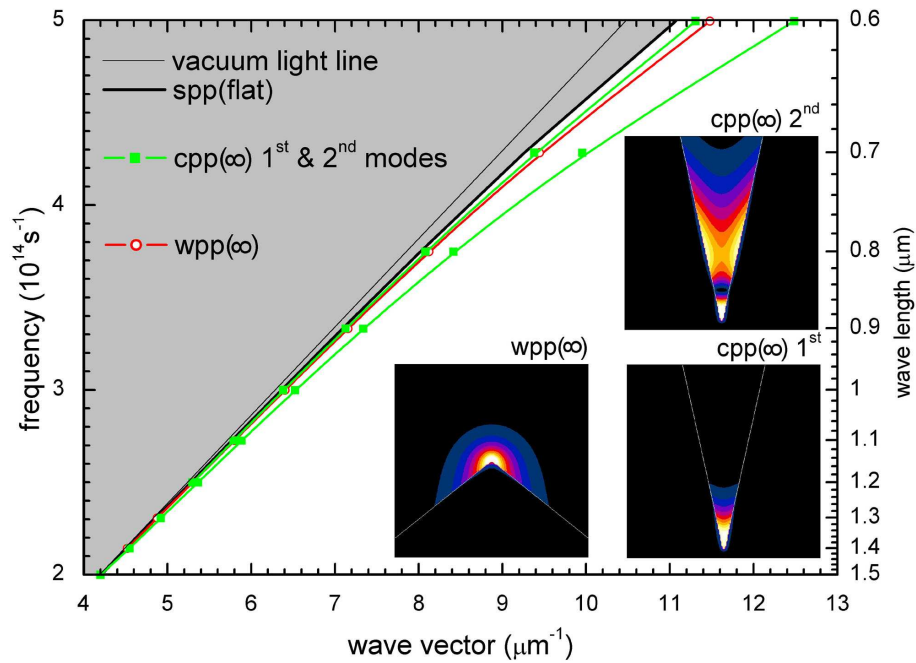 vacuum light line
spp(flat)
cpp(∞) 1st & 2nd modes
wpp(∞)
cpp(∞) 2nd
wpp(∞)
cpp(∞) 1st
frequency (10^14 s^-1)
5
4
3
2
4 5 6 7 8 9 10 11 12 13
wave vector (μm^-1)
0.6
0.7
0.8
0.9
1
1.1
1.2
1.3
1.4
1.5
wave length (μm)